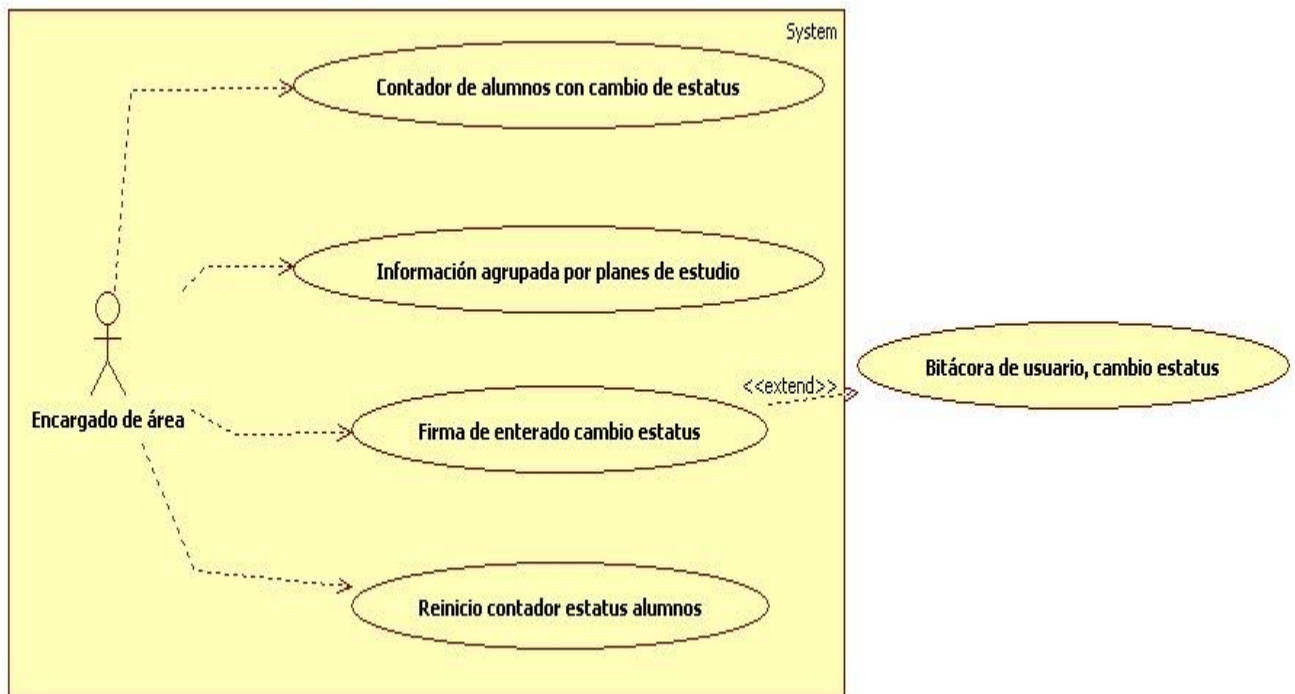 System
Contador de alumnos con cambio de estatus
Información agrupada por planes de estudio
Encargado de área
Firma de enterado cambio estatus
<<extend>>
Bitácora de usuario, cambio estatus
Reinicio contador estatus alumnos